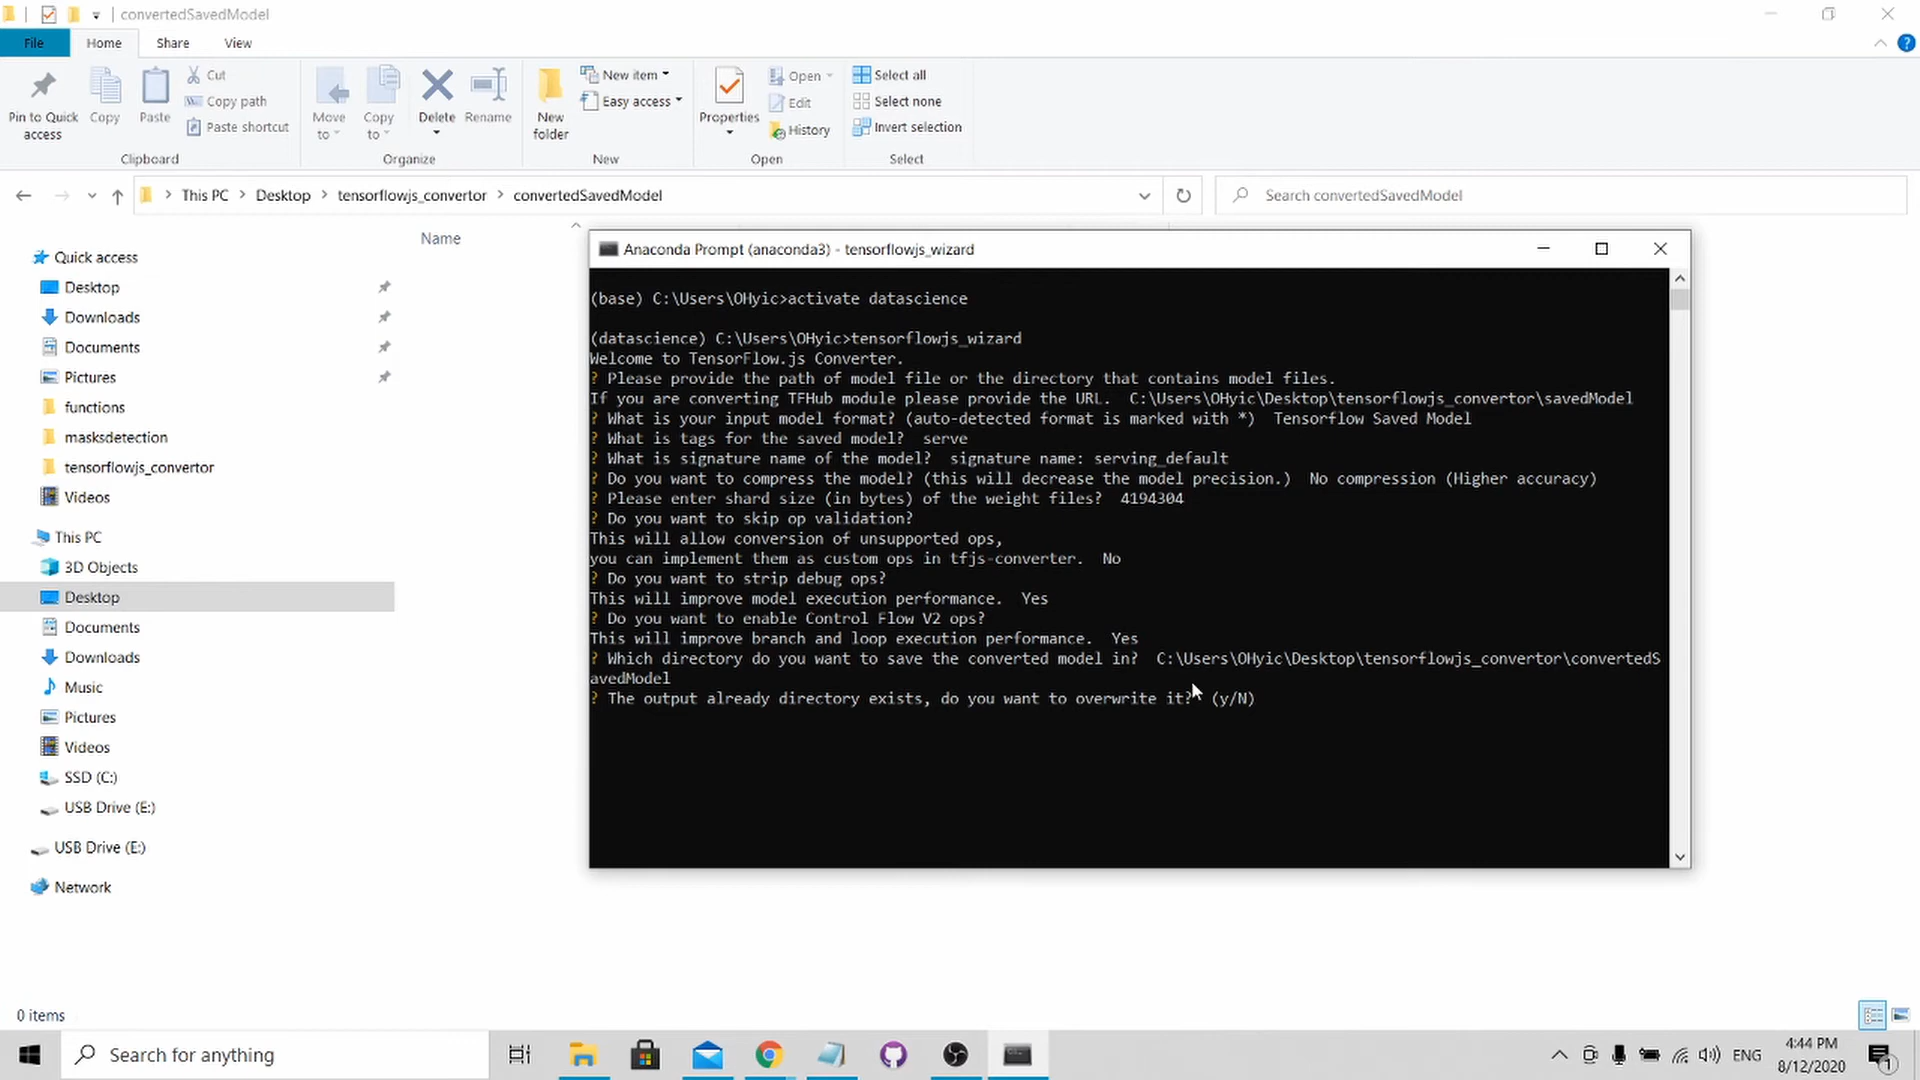 convertedSavedModel
File Home Share View
Pin to Quick access
Copy
Paste
Cut
Copy path
Paste shortcut
Clipboard
Move to
Copy to
Delete
Rename
Organize
New folder
New item
Easy access
New
Properties
Open
Edit
History
Open
Select all
Select none
Invert selection
Select
This PC > Desktop > tensorflowjs_convertor > convertedSavedModel
Search convertedSavedModel
Name
Quick access
Desktop
Downloads
Documents
Pictures
functions
masksdetection
tensorflowjs_convertor
Videos
This PC
3D Objects
Desktop
Documents
Downloads
Music
Pictures
Videos
SSD (C:)
USB Drive (E:)
USB Drive (E:)
Network
0 items
Anaconda Prompt (anaconda3) - tensorflowjs_wizard
(base) C:\Users\OHyic>activate datascience
(datascience) C:\Users\OHyic>tensorflowjs_wizard
Welcome to TensorFlow.js Converter.
? Please provide the path of model file or the directory that contains model files.
If you are converting TFHub module please provide the URL.  C:\Users\OHyic\Desktop\tensorflowjs_convertor\savedModel
? What is your input model format? (auto-detected format is marked with *)  Tensorflow Saved Model
? What is tags for the saved model?  serve
? What is signature name of the model?  signature name: serving_default
? Do you want to compress the model? (this will decrease the model precision.)  No compression (Higher accuracy)
? Please enter shard size (in bytes) of the weight files?  4194304
? Do you want to skip op validation?
This will allow conversion of unsupported ops,
you can implement them as custom ops in tfjs-converter.  No
? Do you want to strip debug ops?
This will improve model execution performance.  Yes
? Do you want to enable Control Flow V2 ops?
This will improve branch and loop execution performance.  Yes
? Which directory do you want to save the converted model in?  C:\Users\OHyic\Desktop\tensorflowjs_convertor\convertedS
avedModel
? The output already directory exists, do you want to overwrite it?  (y/N)
Search for anything
ENG
4:44 PM
8/12/2020
1